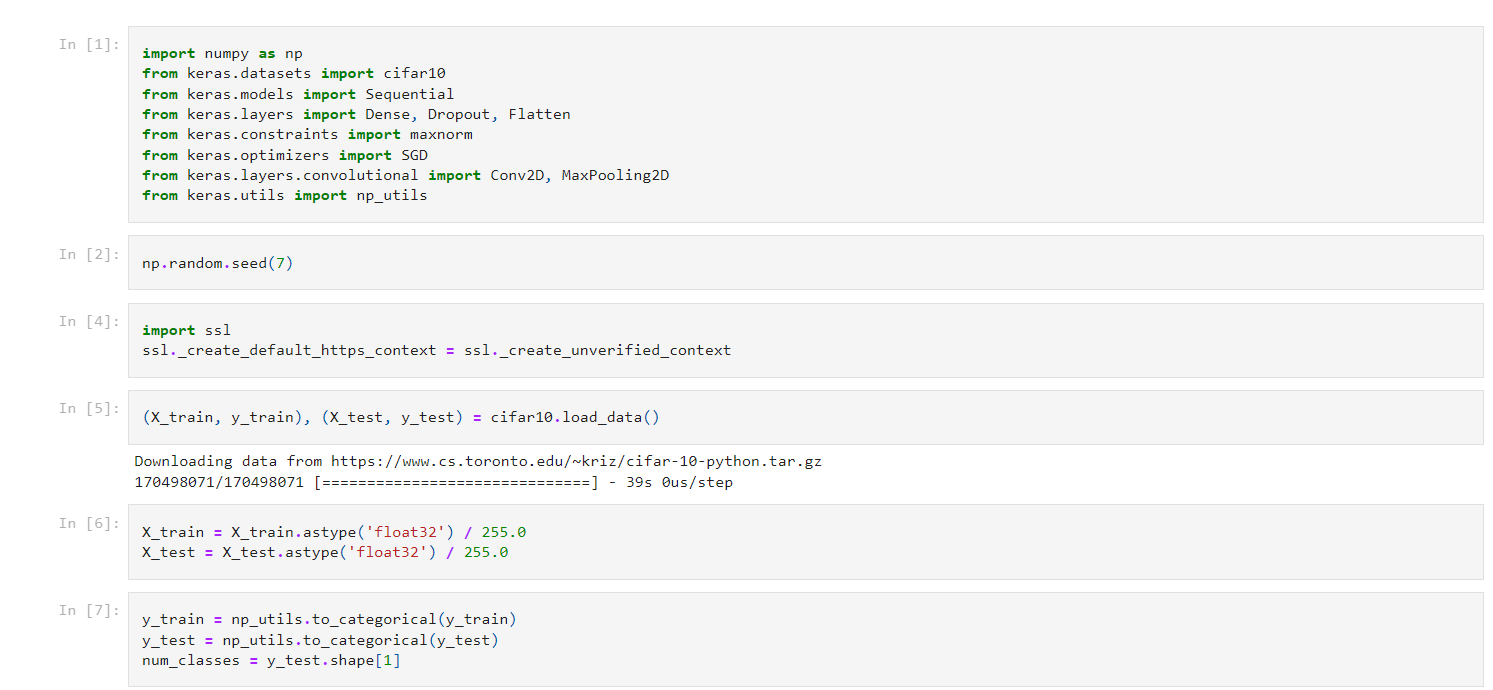 In [1]:
import numpy as np
from keras.datasets import cifar10
from keras.models import Sequential
from keras.layers import Dense, Dropout, Flatten
from keras.constraints import maxnorm
from keras.optimizers import SGD
from keras.layers.convolutional import Conv2D, MaxPooling2D
from keras.utils import np_utils
In [2]:
np.random.seed(7)
In [4]:
import ssl
ssl._create_default_https_context = ssl._create_unverified_context
In [5]:
(X_train, y_train), (X_test, y_test) = cifar10.load_data()
Downloading data from https://www.cs.toronto.edu/~kriz/cifar-10-python.tar.gz
170498071/170498071 [==============================] - 39s 0us/step
In [6]:
X_train = X_train.astype('float32') / 255.0
X_test = X_test.astype('float32') / 255.0
In [7]:
y_train = np_utils.to_categorical(y_train)
y_test = np_utils.to_categorical(y_test)
num_classes = y_test.shape[1]